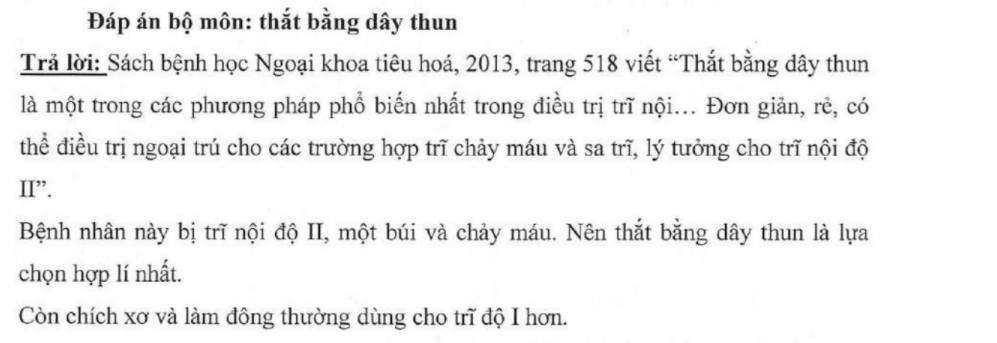 Đáp án bộ môn: thắt bằng dây thun
Trả lời: Sách bệnh học Ngoại khoa tiêu hoá, 2013, trang 518 viết “Thắt bằng dây thun
là một trong các phương pháp phổ biến nhất trong điều trị trĩ nội… Đơn giản, rẻ, có
thể điều trị ngoại trú cho các trường hợp trĩ chảy máu và sa trĩ, lý tưởng cho trĩ nội độ
II”.
Bệnh nhân này bị trĩ nội độ II, một búi và chảy máu. Nên thắt bằng dây thun là lựa
chọn hợp lí nhất.
Còn chích xơ và làm đông thường dùng cho trĩ độ I hơn.